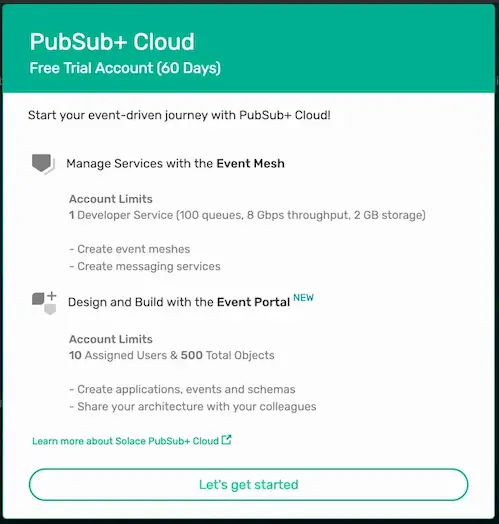 PubSub+ Cloud
Free Trial Account (60 Days)
Start your event-driven journey with PubSub+ Cloud!
Manage Services with the Event Mesh
Account Limits
1 Developer Service (100 queues, 8 Gbps throughput, 2 GB storage)
- Create event meshes
- Create messaging services
Design and Build with the Event Portal NEW
Account Limits
10 Assigned Users & 500 Total Objects
- Create applications, events and schemas
- Share your architecture with your colleagues
Learn more about Solace PubSub+ Cloud
Let's get started